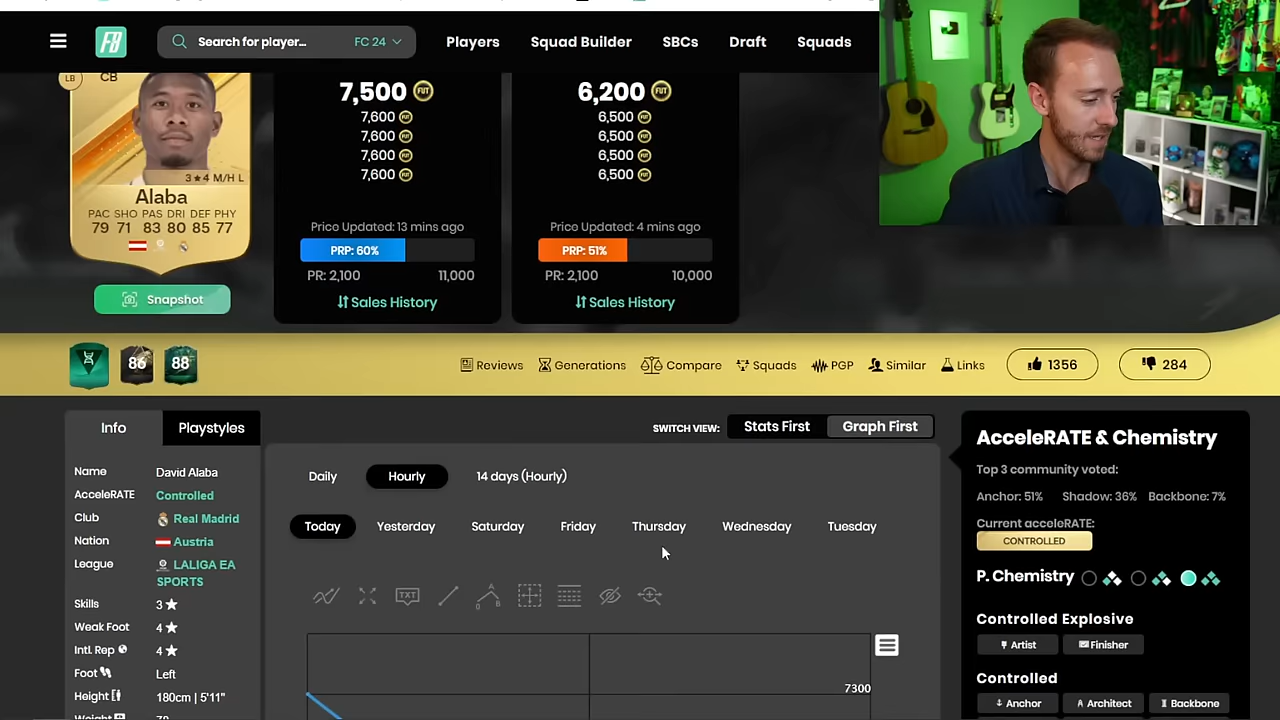 FB
Search for player...
FC 24
Players
Squad Builder
SBCs
Draft
Squads
LB
CB
3★4 M/H L
Alaba
PAC SHO PAS DRI DEF PHY
79 71 83 80 85 77
Snapshot
7,500
7,600
7,600
7,600
7,600
Price Updated: 13 mins ago
PRP: 60%
PR: 2,100
11,000
Sales History
6,200
6,500
6,500
6,500
6,500
Price Updated: 4 mins ago
PRP: 51%
PR: 2,100
10,000
Sales History
86
88
Reviews
Generations
Compare
Squads
PGP
Similar
Links
1356
284
Info
Playstyles
SWITCH VIEW:
Stats First
Graph First
Name David Alaba
AcceleRATE Controlled
Club Real Madrid
Nation Austria
League LALIGA EA
SPORTS
Skills 3★
Weak Foot 4★
Intl. Rep 4★
Foot Left
Height 180cm | 5'11"
Daily
Hourly
14 days (Hourly)
Today
Yesterday
Saturday
Friday
Thursday
Wednesday
Tuesday
TXT
7300
AcceleRATE & Chemistry
Top 3 community voted:
Anchor: 51% Shadow: 36% Backbone: 7%
Current acceleRATE:
CONTROLLED
P. Chemistry
Controlled Explosive
Artist
Finisher
Controlled
Anchor
Architect
Backbone